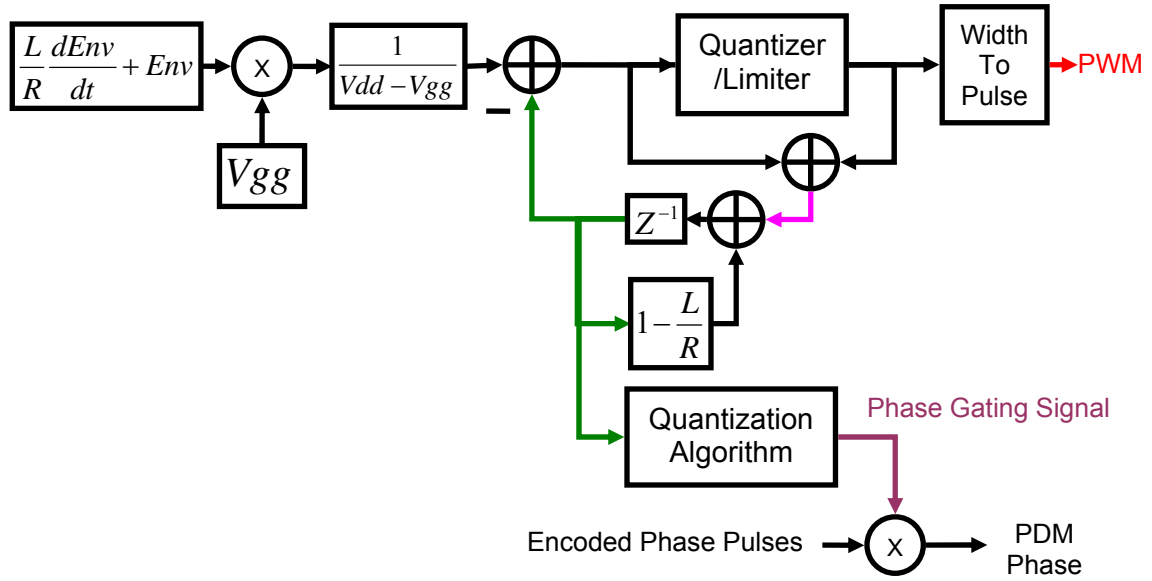 L/R dEnv/dt + Env
X
1/(Vdd − Vgg)
Quantizer
/Limiter
Width
To
Pulse
PWM
−
Vgg
Z⁻¹
1 − L/R
Quantization
Algorithm
Phase Gating Signal
Encoded Phase Pulses
X
PDM
Phase